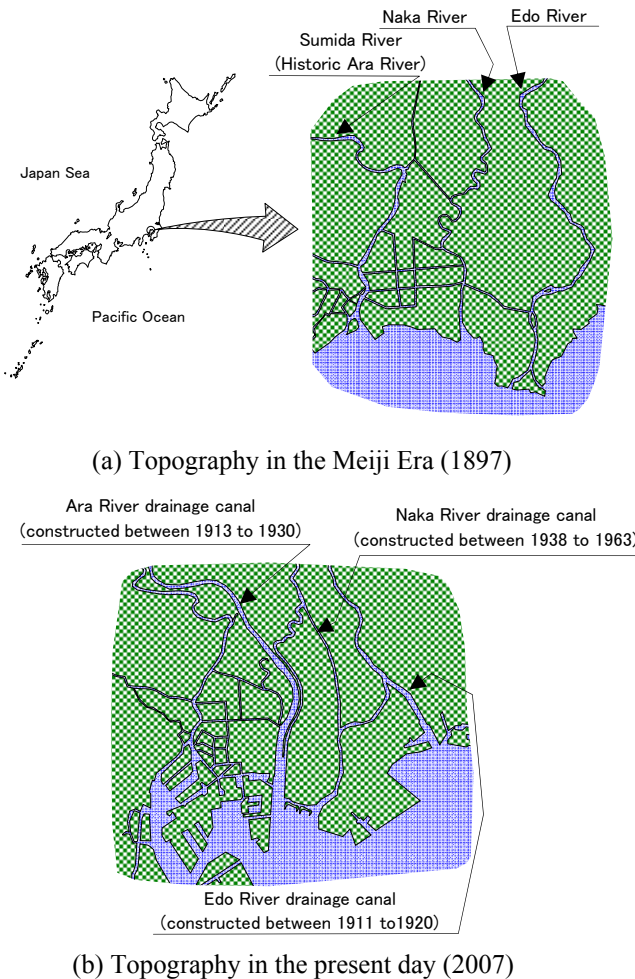 Naka River
Edo River
Sumida River
(Historic Ara River)
Japan Sea
Pacific Ocean
(a) Topography in the Meiji Era (1897)
Ara River drainage canal
(constructed between 1913 to 1930)
Naka River drainage canal
(constructed between 1938 to 1963)
Edo River drainage canal
(constructed between 1911 to1920)
(b) Topography in the present day (2007)